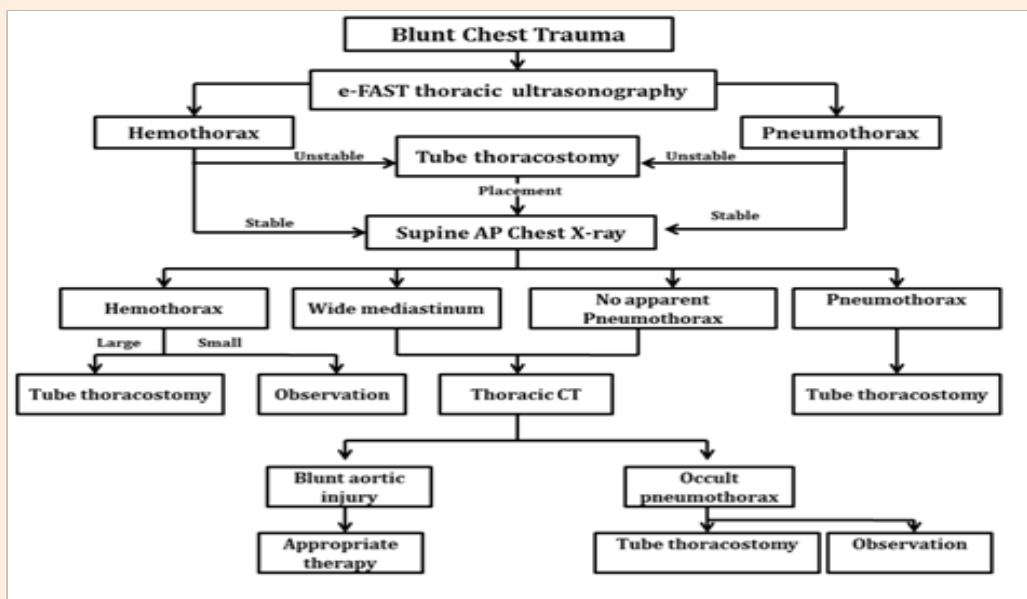 Blunt Chest Trauma
e-FAST thoracic ultrasonography
Hemothorax
Pneumothorax
Unstable
Tube thoracostomy
Unstable
Placement
Stable
Supine AP Chest X-ray
Stable
Hemothorax
Wide mediastinum
No apparent
Pneumothorax
Pneumothorax
Large
Small
Tube thoracostomy
Observation
Thoracic CT
Tube thoracostomy
Blunt aortic
injury
Occult
pneumothorax
Appropriate
therapy
Tube thoracostomy
Observation